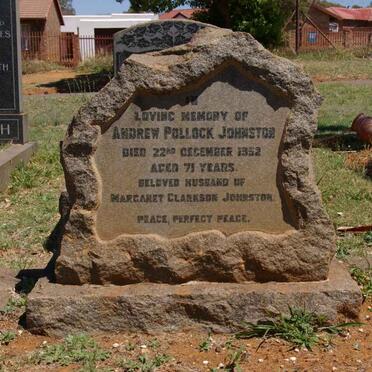 IN
LOVING MEMORY OF
ANDREW POLLOCK JOHNSTON
DIED 22ND DECEMBER 1952
AGED 71 YEARS.
BELOVED HUSBAND OF
MARGARET CLARKSON JOHNSTON.
PEACE, PERFECT PEACE.